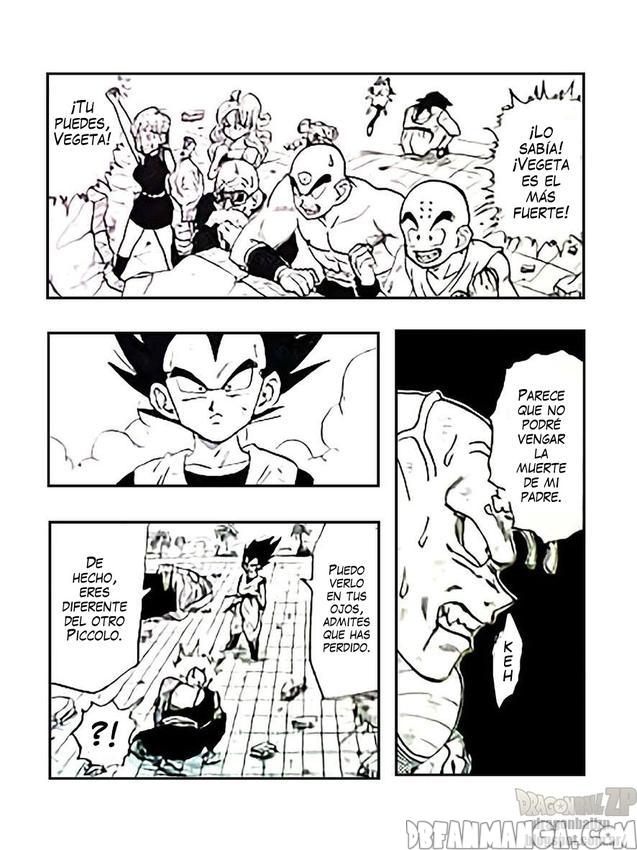 ¡TU
PUEDES,
VEGETA!
¡LO
SABÍA!
¡VEGETA
ES EL
MÁS
FUERTE!
PARECE
QUE NO
PODRÉ
VENGAR LA
MUERTE
DE MI
PADRE.
KEH
DE
HECHO,
ERES
DIFERENTE
DEL OTRO
PICCOLO.
PUEDO
VERLO
EN TUS
OJOS,
ADMITES
QUE HAS
PERDIDO.
?!
DRAGONBALL ZP
DBFANMANGA.COM